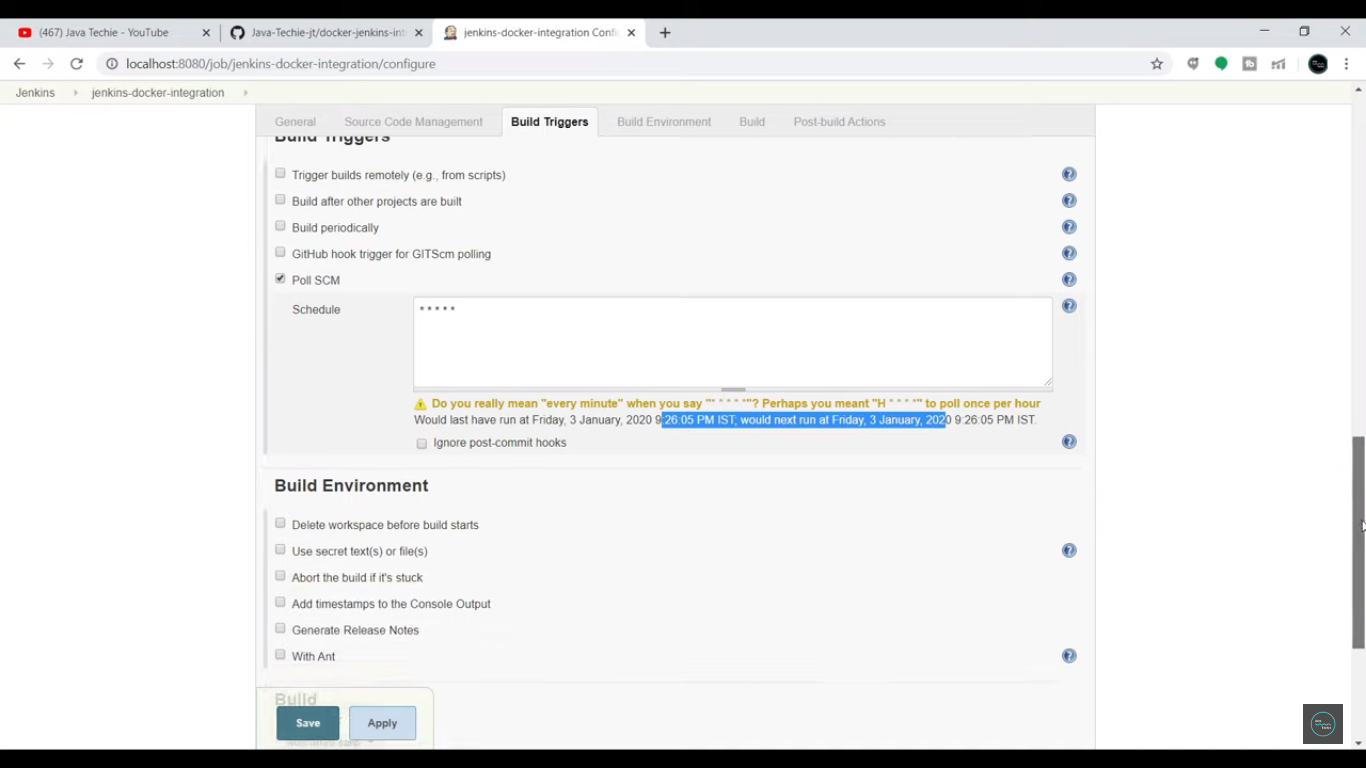 (467) Java Techie - YouTube
Java-Techie-jt/docker-jenkins-int
jenkins-docker-integration Confi
localhost:8080/job/jenkins-docker-integration/configure
Jenkins
jenkins-docker-integration
General
Source Code Management
Build Triggers
Build Environment
Build
Post-build Actions
Build Triggers
Trigger builds remotely (e.g., from scripts)
Build after other projects are built
Build periodically
GitHub hook trigger for GITScm polling
Poll SCM
Schedule
* * * * *
Do you really mean "every minute" when you say "* * * * *"? Perhaps you meant "H * * * *" to poll once per hour
Would last have run at Friday, 3 January, 2020 9:26:05 PM IST; would next run at Friday, 3 January, 2020 9:26:05 PM IST.
Ignore post-commit hooks
Build Environment
Delete workspace before build starts
Use secret text(s) or file(s)
Abort the build if it's stuck
Add timestamps to the Console Output
Generate Release Notes
With Ant
Build
Save
Apply